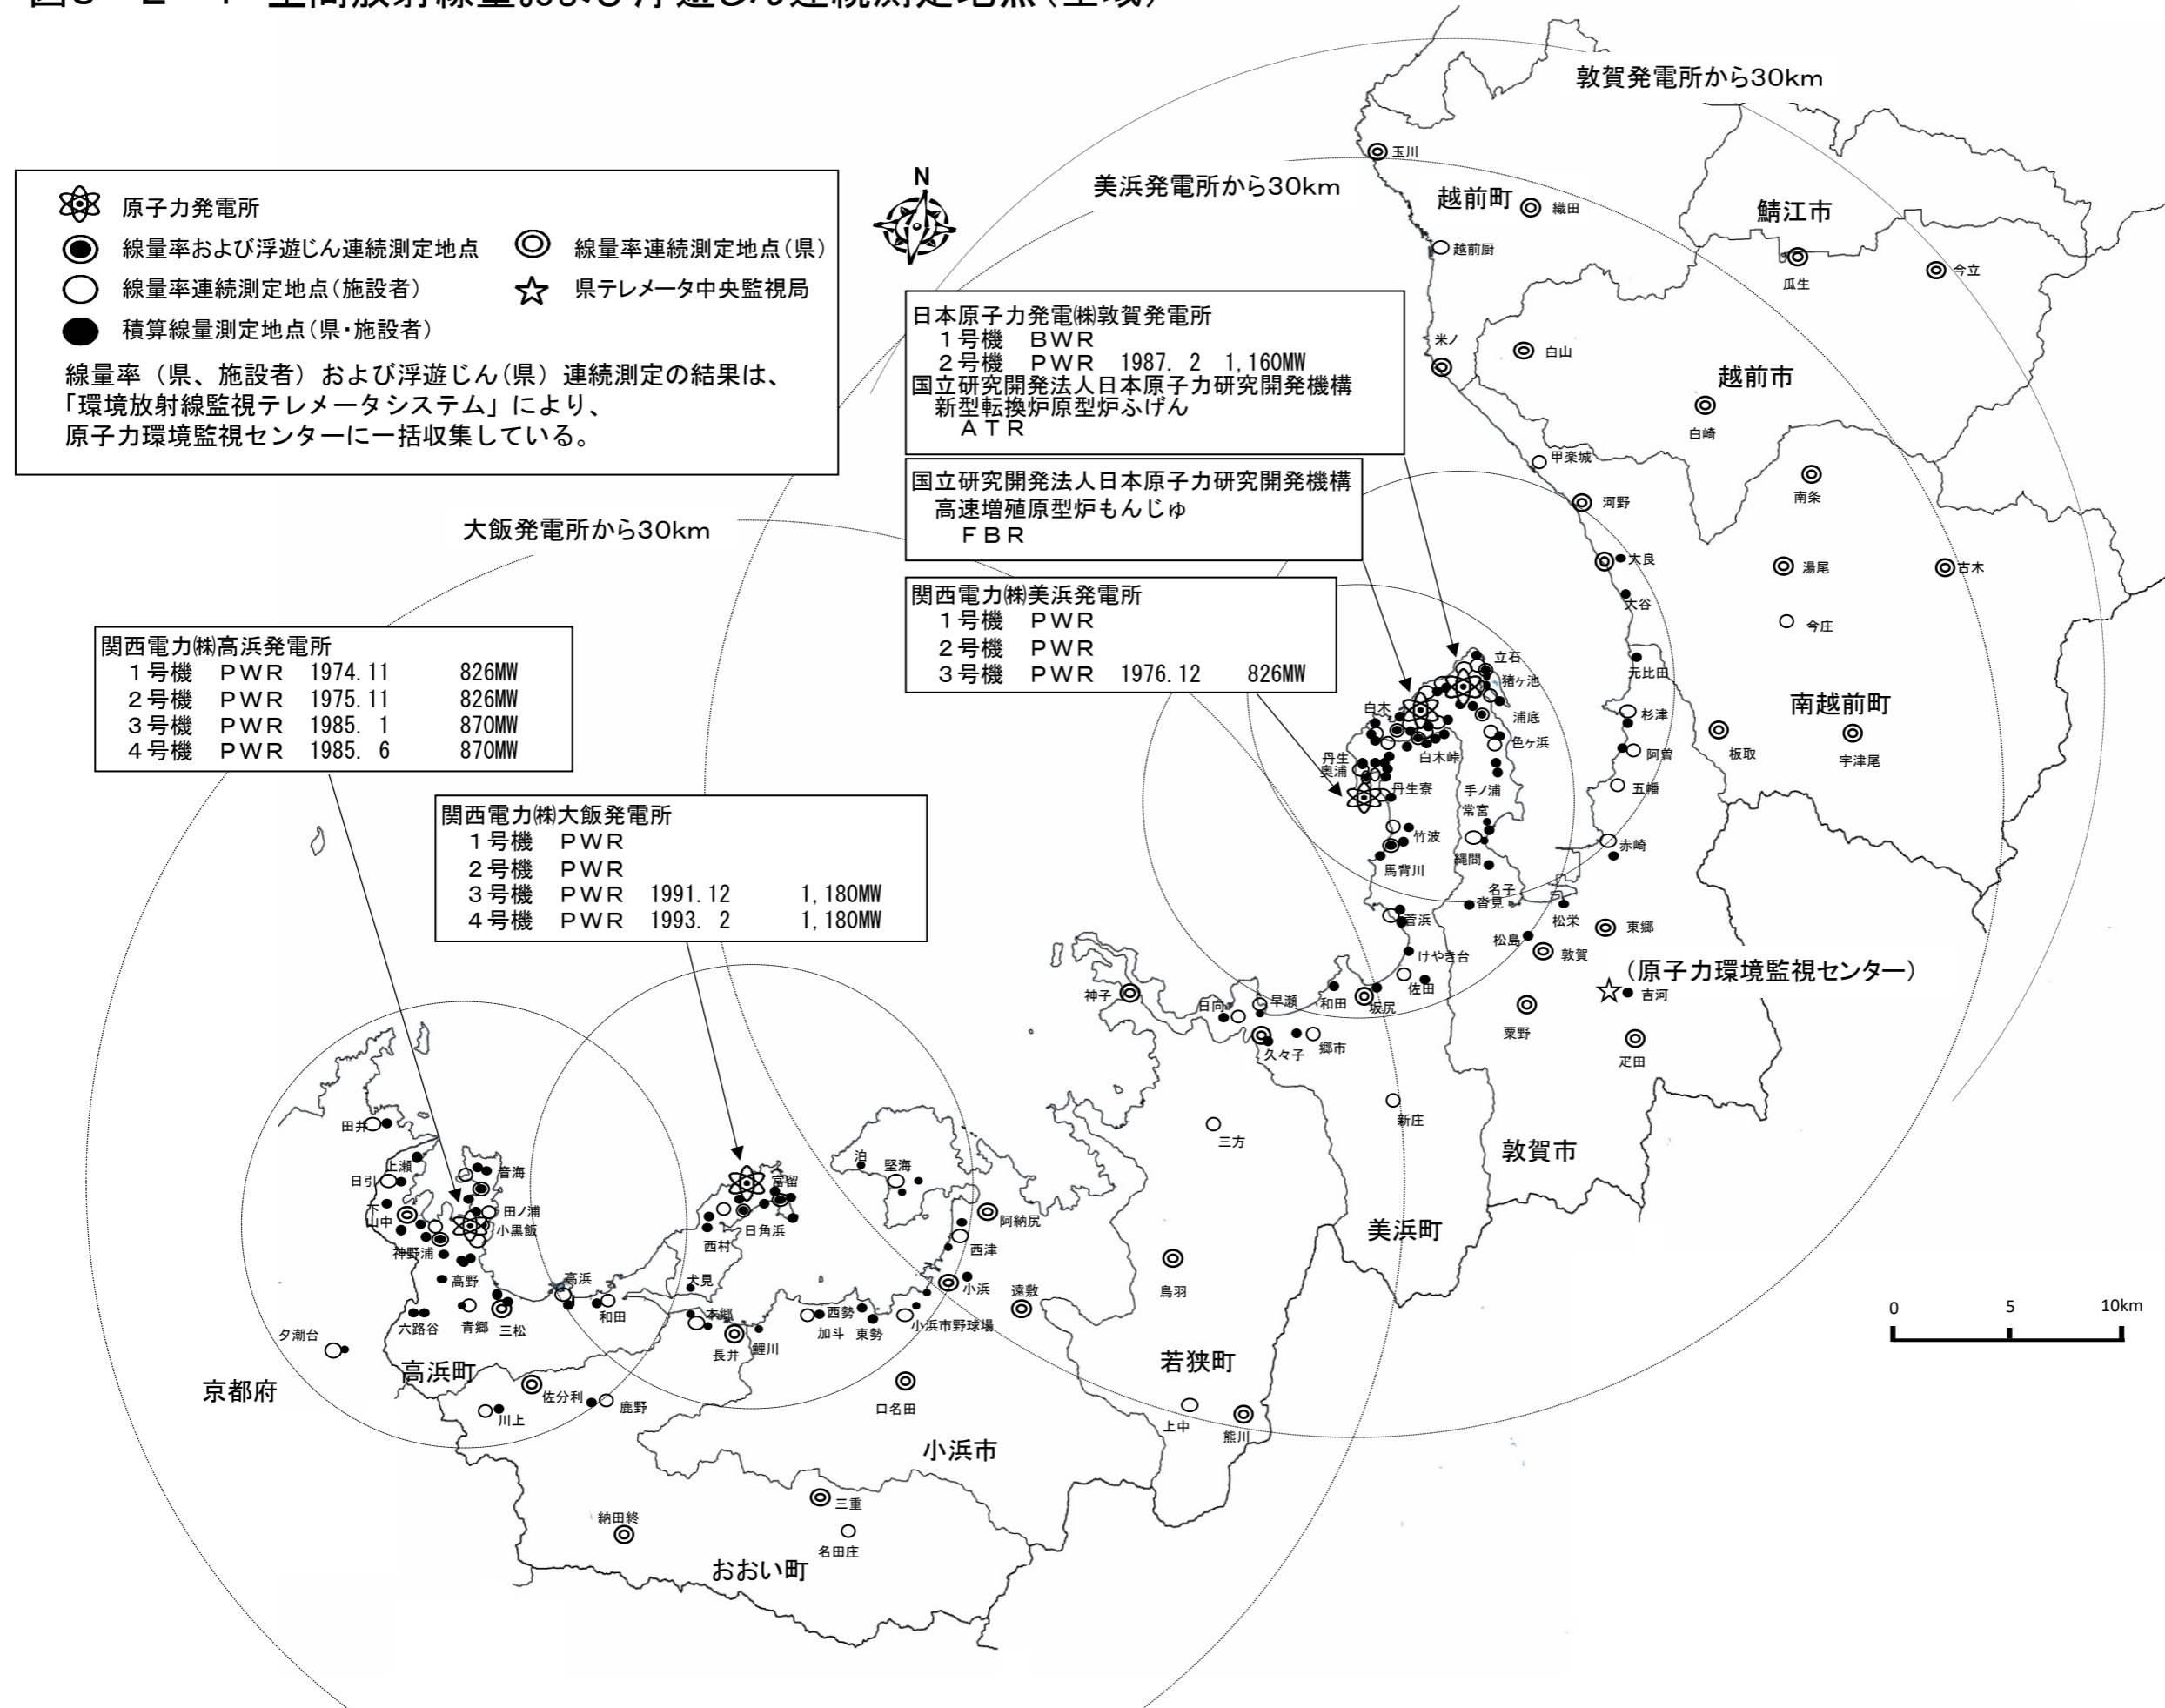 空間放射線量および浮遊じん連続測定地点(全域)
敦賀発電所から30km
美浜発電所から30km
大飯発電所から30km
N
原子力発電所
線量率および浮遊じん連続測定地点
線量率連続測定地点(県)
線量率連続測定地点(施設者)
県テレメータ中央監視局
積算線量測定地点(県・施設者)
線量率(県、施設者)および浮遊じん(県)連続測定の結果は、
「環境放射線監視テレメータシステム」により、
原子力環境監視センターに一括収集している。
日本原子力発電㈱敦賀発電所
1号機 BWR
2号機 PWR 1987. 2 1,160MW
国立研究開発法人日本原子力研究開発機構
新型転換炉原型炉ふげん
ATR
国立研究開発法人日本原子力研究開発機構
高速増殖原型炉もんじゅ
FBR
関西電力㈱美浜発電所
1号機 PWR
2号機 PWR
3号機 PWR 1976.12 826MW
関西電力㈱高浜発電所
1号機 PWR 1974.11 826MW
2号機 PWR 1975.11 826MW
3号機 PWR 1985. 1 870MW
4号機 PWR 1985. 6 870MW
関西電力㈱大飯発電所
1号機 PWR
2号機 PWR
3号機 PWR 1991.12 1,180MW
4号機 PWR 1993. 2 1,180MW
玉川
越前町
織田
鯖江市
越前厨
瓜生
今立
米ノ
白山
越前市
白崎
甲楽城
南条
河野
大良
湯尾
古木
大谷
今庄
元比田
南越前町
杉津
板取
宇津尾
阿曽
五幡
赤崎
立石
猪ヶ池
浦底
色ヶ浜
白木
白木峠
丹生
奥浦
丹生寮
手ノ浦
常宮
竹波
馬背川
縄間
名子
沓見
松栄
菅浜
松島
東郷
敦賀
けやき台
(原子力環境監視センター)
吉河
佐田
坂尻
和田
早瀬
日向
神子
久々子
郷市
粟野
疋田
新庄
三方
敦賀市
美浜町
鳥羽
若狭町
上中
熊川
0 5 10km
田井
上瀬
日引
音海
下
山中
田ノ浦
小黒飯
神野浦
高野
六路谷
青郷
三松
高浜
和田
夕潮台
京都府
高浜町
川上
佐分利
鹿野
宮留
日角浜
西村
犬見
本郷
長井
鯉川
泊
堅海
阿納尻
西津
小浜
遠敷
西勢
加斗
東勢
小浜市野球場
口名田
小浜市
三重
名田庄
納田終
おおい町